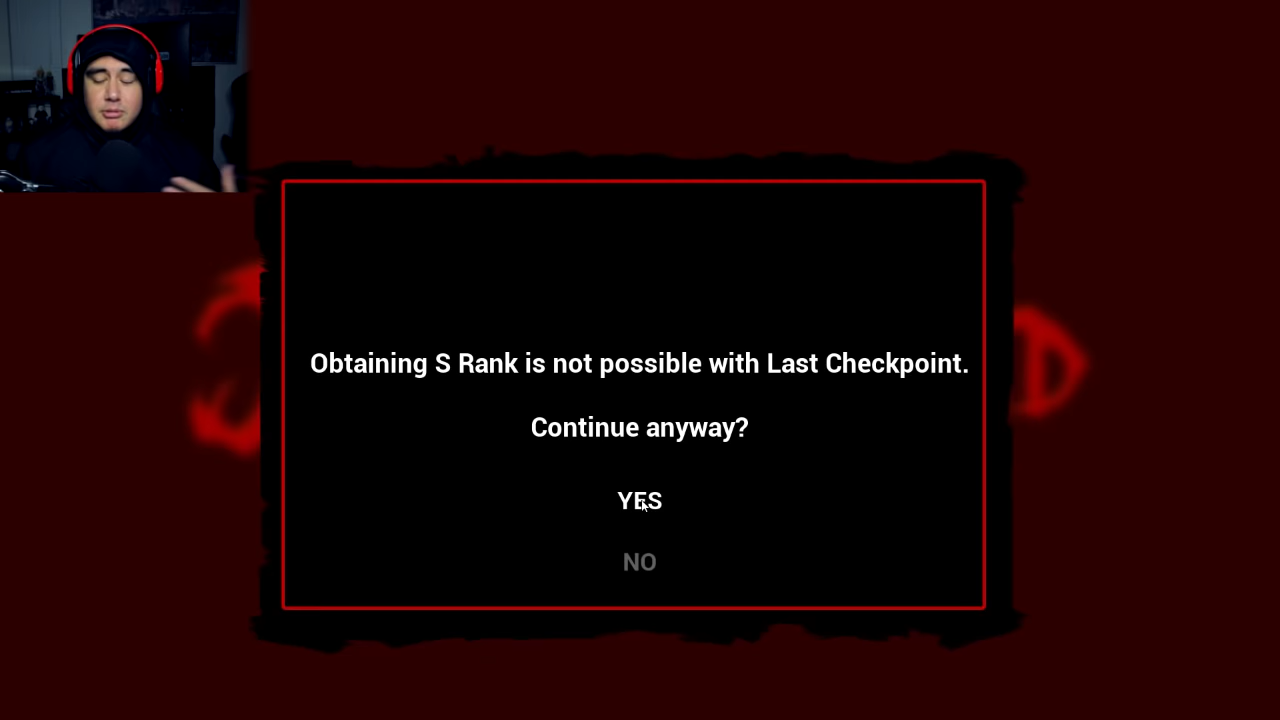 Obtaining S Rank is not possible with Last Checkpoint.
Continue anyway?
YES
NO